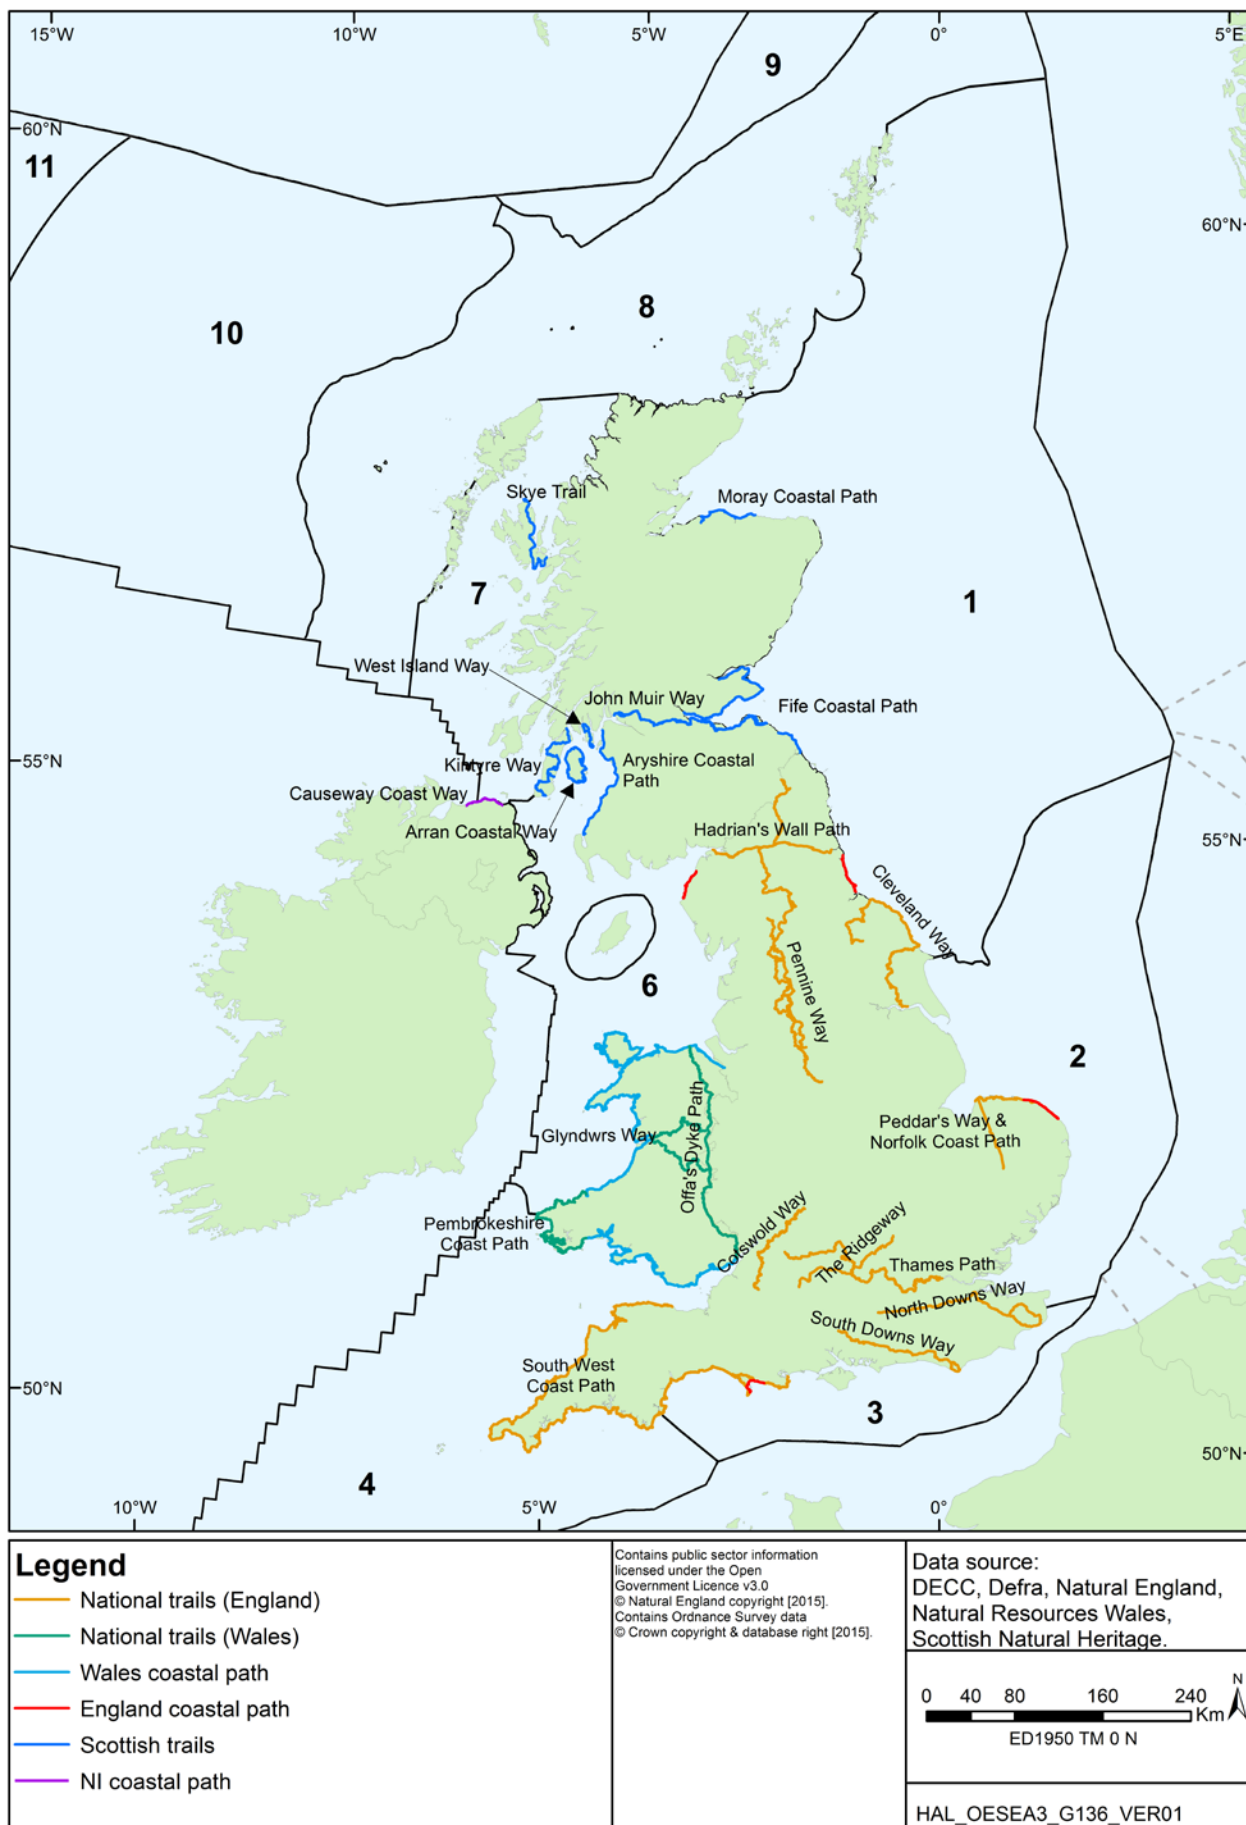 15°W
10°W
5°W
0°
5°E
9
60°N
11
60°N
8
10
Skye Trail
Moray Coastal Path
7
1
West Island Way
John Muir Way
Fife Coastal Path
55°N
Kintyre Way
Aryshire Coastal
Path
Causeway Coast Way
Arran Coastal Way
Hadrian's Wall Path
55°N
Cleveland Way
Pennine Way
6
2
Peddar's Way &
Norfolk Coast Path
Glyndwrs Way
Offa's Dyke Path
Pembrokeshire
Coast Path
Cotswold Way
The Ridgeway
Thames Path
North Downs Way
South Downs Way
South West
Coast Path
50°N
3
50°N
4
10°W
5°W
0°
Legend
National trails (England)
National trails (Wales)
Wales coastal path
England coastal path
Scottish trails
NI coastal path
Contains public sector information
licensed under the Open
Government Licence v3.0
© Natural England copyright [2015].
Contains Ordnance Survey data
© Crown copyright & database right [2015].
Data source:
DECC, Defra, Natural England,
Natural Resources Wales,
Scottish Natural Heritage.
N
0 40 80 160 240
Km
ED1950 TM 0 N
HAL_OESEA3_G136_VER01